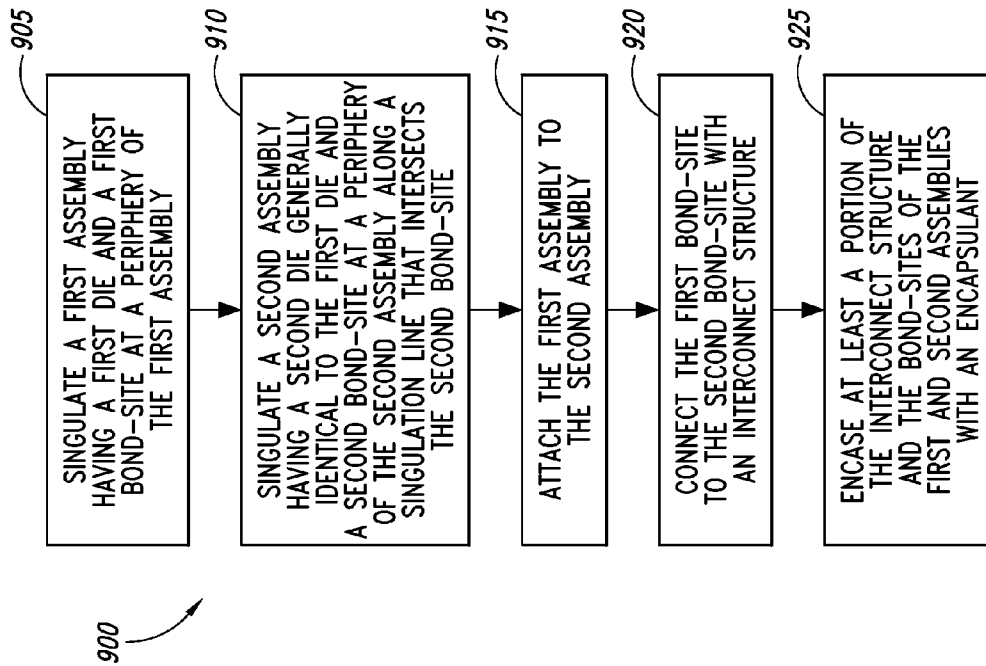 900
905
SINGULATE A FIRST ASSEMBLY
HAVING A FIRST DIE AND A FIRST
BOND-SITE AT A PERIPHERY OF
THE FIRST ASSEMBLY
910
SINGULATE A SECOND ASSEMBLY
HAVING A SECOND DIE GENERALLY
IDENTICAL TO THE FIRST DIE AND
A SECOND BOND-SITE AT A PERIPHERY
OF THE SECOND ASSEMBLY ALONG A
SINGULATION LINE THAT INTERSECTS
THE SECOND BOND-SITE
915
ATTACH THE FIRST ASSEMBLY TO
THE SECOND ASSEMBLY
920
CONNECT THE FIRST BOND-SITE
TO THE SECOND BOND-SITE WITH
AN INTERCONNECT STRUCTURE
925
ENCASE AT LEAST A PORTION OF
THE INTERCONNECT STRUCTURE
AND THE BOND-SITES OF THE
FIRST AND SECOND ASSEMBLIES
WITH AN ENCAPSULANT